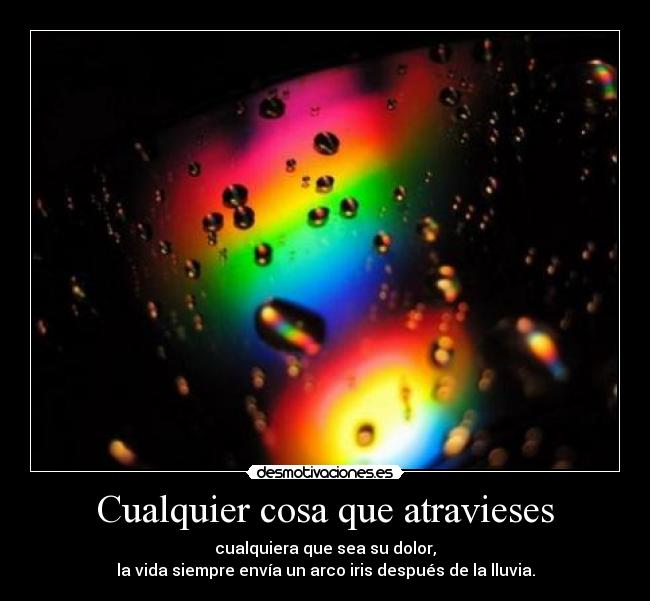 desmotivaciones.es
Cualquier cosa que atravieses
cualquiera que sea su dolor,
la vida siempre envía un arco iris después de la lluvia.